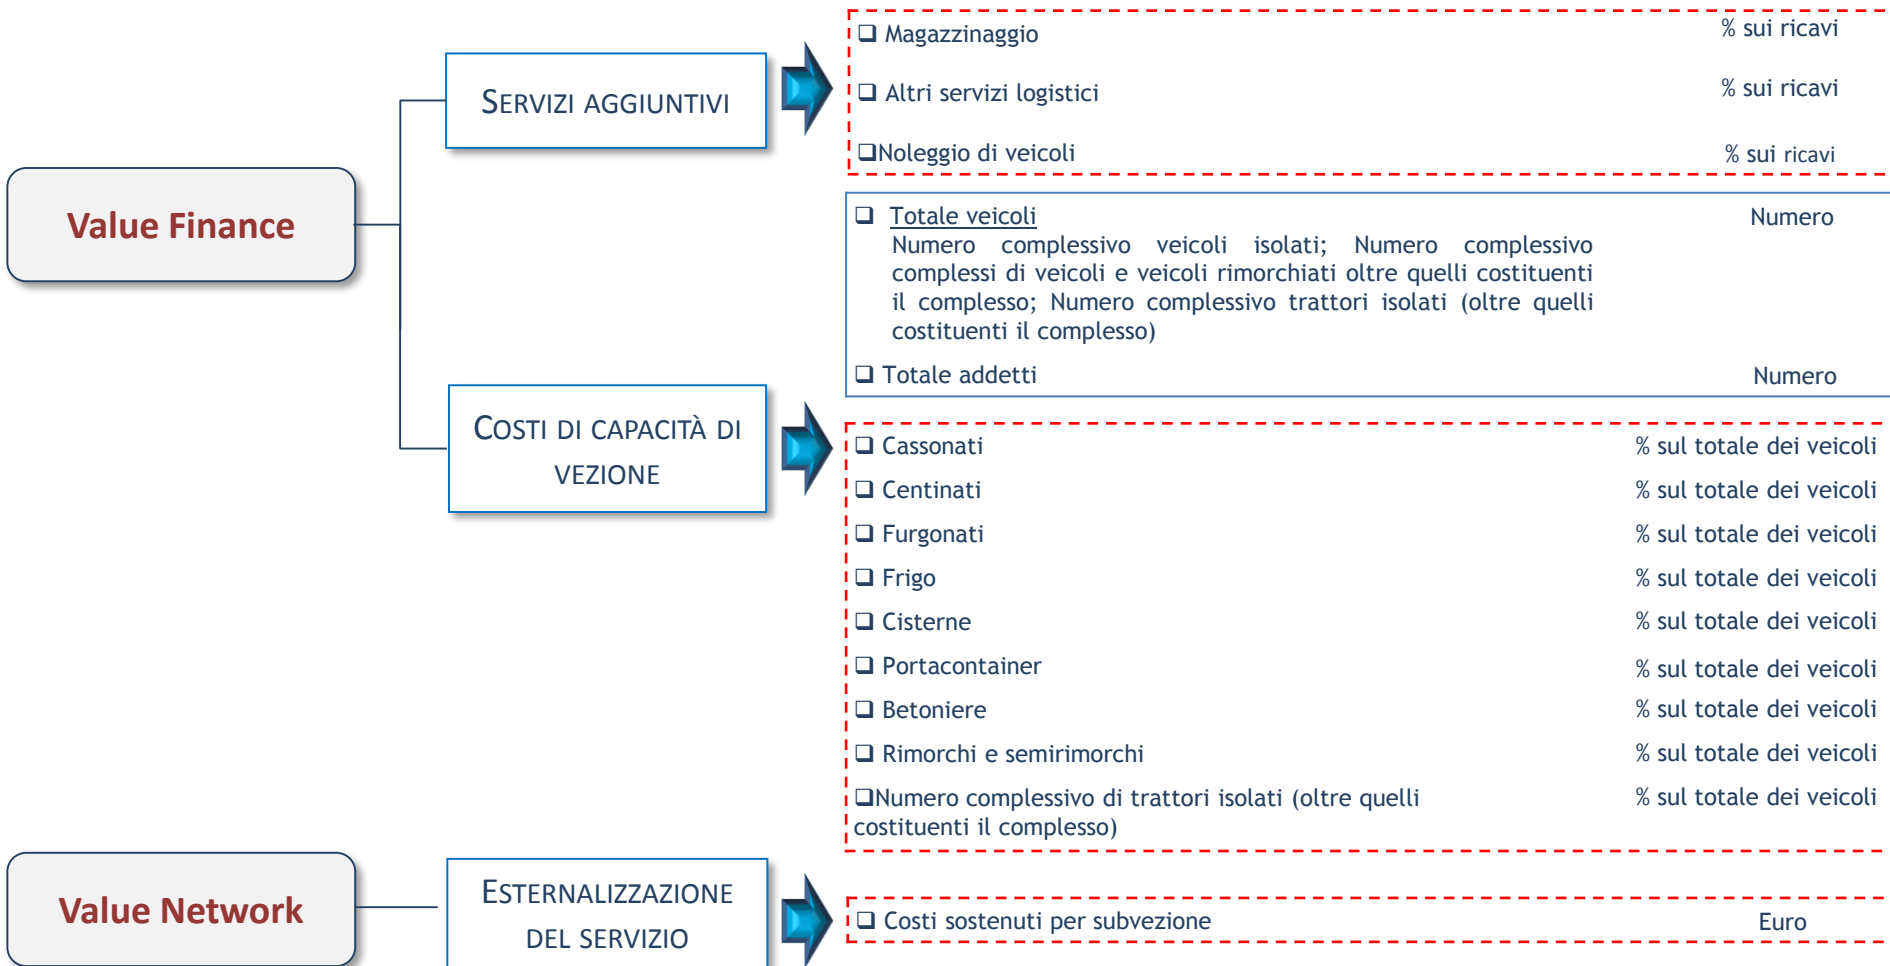 ❑ Magazzinaggio % sui ricavi
SERVIZI AGGIUNTIVI
❑ Altri servizi logistici % sui ricavi
❑Noleggio di veicoli % sui ricavi
Value Finance
❑ Totale veicoli Numero
Numero complessivo veicoli isolati; Numero complessivo
complessi di veicoli e veicoli rimorchiati oltre quelli costituenti
il complesso; Numero complessivo trattori isolati (oltre quelli
costituenti il complesso)
❑ Totale addetti Numero
COSTI DI CAPACITÀ DI
VEZIONE
❑ Cassonati % sul totale dei veicoli
❑ Centinati % sul totale dei veicoli
❑ Furgonati % sul totale dei veicoli
❑ Frigo % sul totale dei veicoli
❑ Cisterne % sul totale dei veicoli
❑ Portacontainer % sul totale dei veicoli
❑ Betoniere % sul totale dei veicoli
❑ Rimorchi e semirimorchi % sul totale dei veicoli
❑Numero complessivo di trattori isolati (oltre quelli % sul totale dei veicoli
costituenti il complesso)
Value Network
ESTERNALIZZAZIONE
DEL SERVIZIO
❑ Costi sostenuti per subvezione Euro